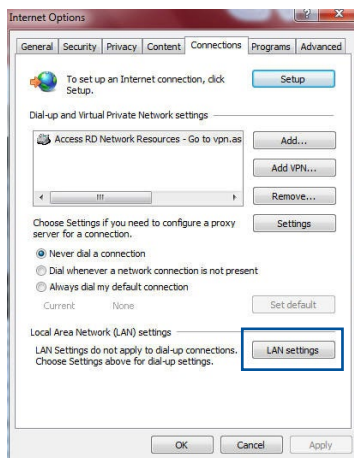 Internet Options
General Security Privacy Content Connections Programs Advanced
To set up an Internet connection, click
Setup.
Setup
Dial-up and Virtual Private Network settings
Access RD Network Resources - Go to vpn.as
Add...
Add VPN...
Remove...
Choose Settings if you need to configure a proxy
server for a connection.
Settings
Never dial a connection
Dial whenever a network connection is not present
Always dial my default connection
Current None
Set default
Local Area Network (LAN) settings
LAN Settings do not apply to dial-up connections.
Choose Settings above for dial-up settings.
LAN settings
OK Cancel Apply